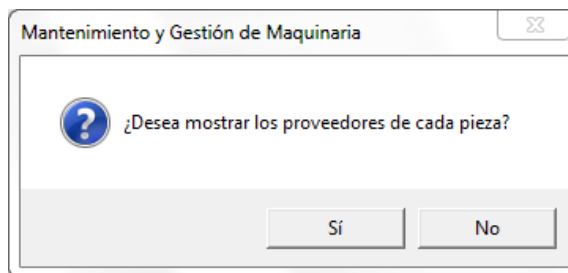 Mantenimiento y Gestión de Maquinaria
¿Desea mostrar los proveedores de cada pieza?
Sí
No